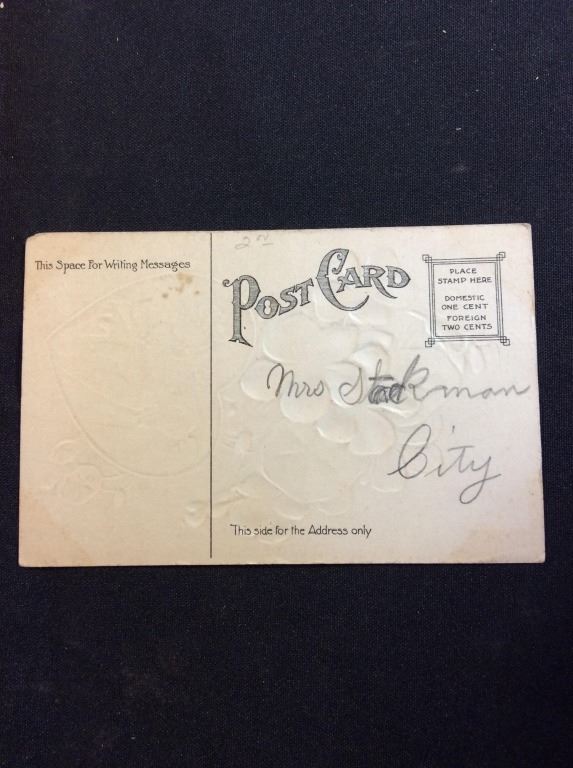 This Space For Writing Messages
2
POST CARD
PLACE
STAMP HERE
DOMESTIC
ONE CENT
FOREIGN
TWO CENTS
Mrs Stockman
City
This side for the Address only